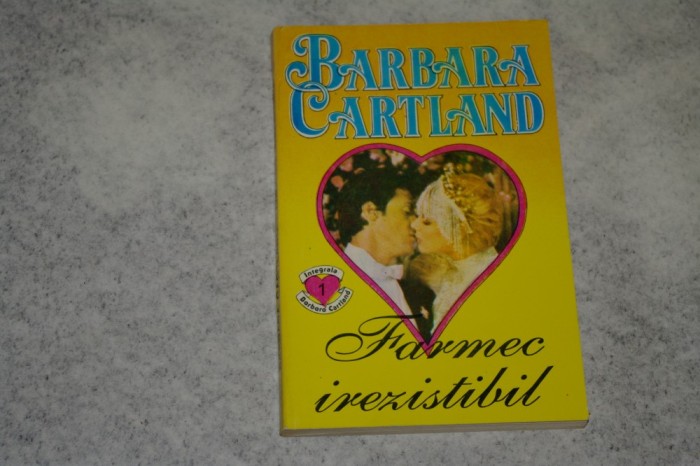 BARBARA
CARTLAND
Integrala
1
Barbara Cartland
Farmec
irezistibil